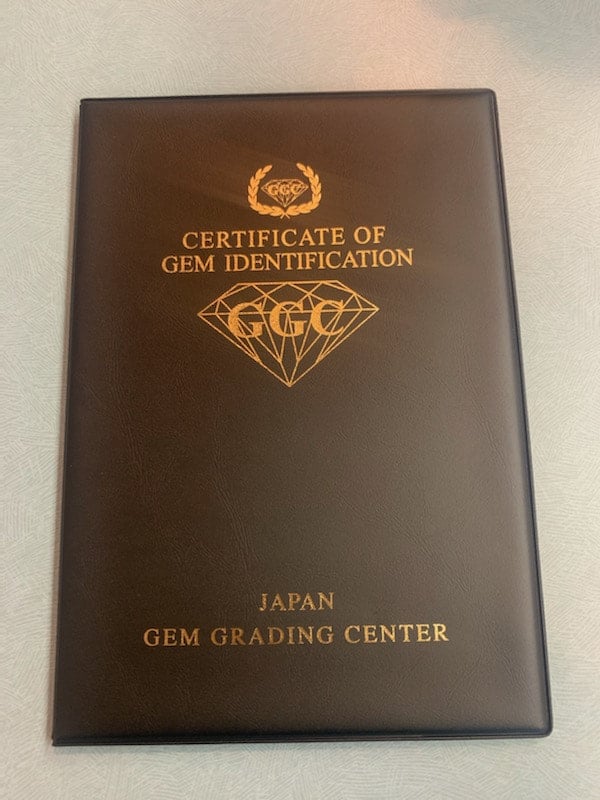 GGC
CERTIFICATE OF
GEM IDENTIFICATION
GGC
JAPAN
GEM GRADING CENTER